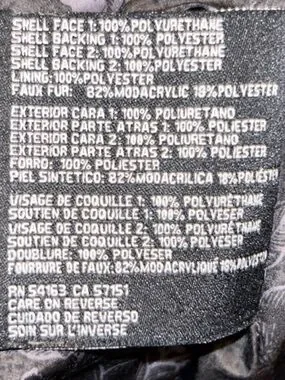 SHELL FACE 1: 100% POLYURETHANE
SHELL BACKING 1: 100% POLYESTER
SHELL FACE 2: 100% POLYURETHANE
SHELL BACKING 2: 100% POLYESTER
LINING: 100% POLYESTER
FAUX FUR: 82% MODACRYLIC 18% POLYESTER
EXTERIOR CARA 1: 100% POLIURETANO
EXTERIOR PARTE ATRAS 1: 100% POLIESTER
EXTERIOR CARA 2: 100% POLIURETANO
EXTERIOR PARTE ATRAS 2: 100% POLIESTER
FORRO: 100% POLIESTER
PIEL SINTETICO: 82% MODACRILICA 18% POLIÉSTER
VISAGE DE COQUILLE 1: 100% POLYURÉTHANE
SOUTIEN DE COQUILLE 1: 100% POLYESER
VISAGE DE COQUILLE 2: 100% POLYURÉTHANE
SOUTIEN DE COQUILLE 2: 100% POLYESER
DOUBLURE: 100% POLYESER
FOURRURE DE FAUX: 82% MODACRYLIQUE 18% POLYESER
RN 54163 CA 57151
CARE ON REVERSE
CUIDADO DE REVERSO
SOIN SUR L'INVERSE